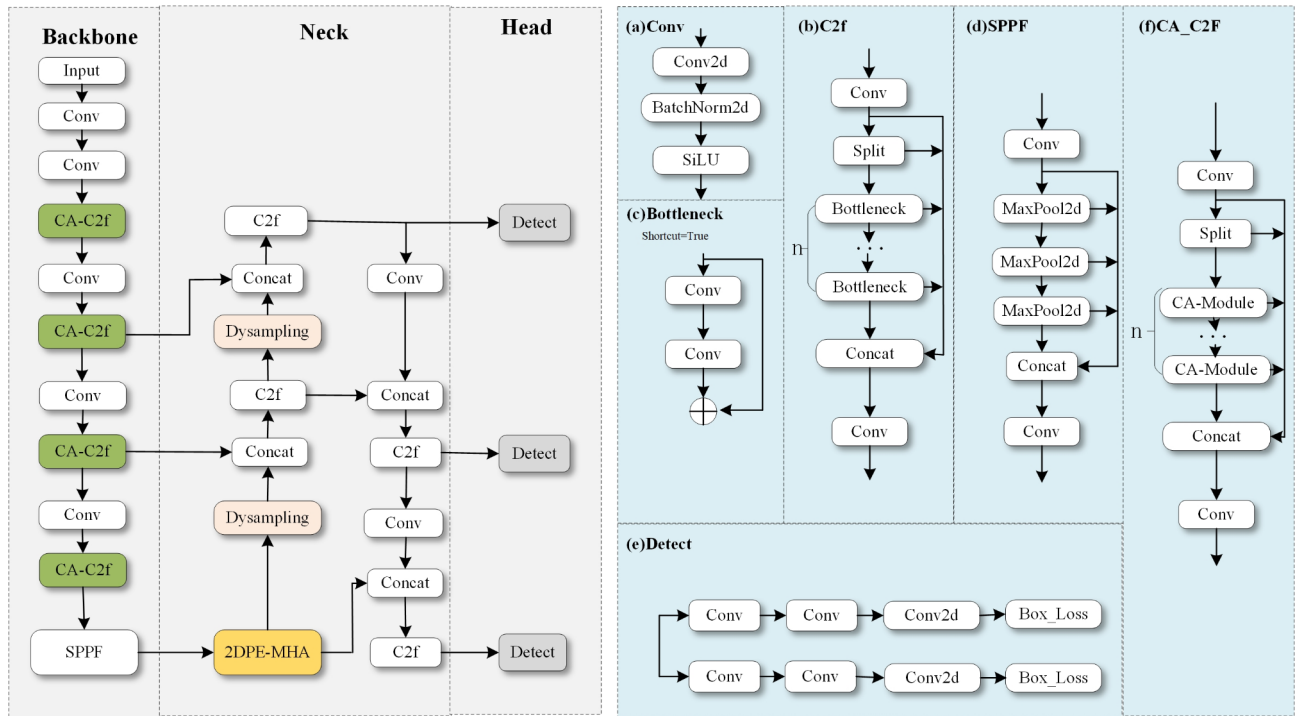 Backbone
Neck
Head
Input
Conv
Conv
CA-C2f
Conv
CA-C2f
Conv
CA-C2f
Conv
CA-C2f
SPPF
C2f
Concat
Dysampling
C2f
Concat
Dysampling
2DPE-MHA
Conv
Concat
C2f
Conv
Concat
C2f
Detect
Detect
Detect
(a)Conv
Conv2d
BatchNorm2d
SiLU
(c)Bottleneck
Shortcut=True
Conv
Conv
(b)C2f
Conv
Split
Bottleneck
n
. . .
Bottleneck
Concat
Conv
(d)SPPF
Conv
MaxPool2d
MaxPool2d
MaxPool2d
Concat
Conv
(f)CA_C2F
Conv
Split
CA-Module
n
. . .
CA-Module
Concat
Conv
(e)Detect
Conv
Conv
Conv2d
Box_Loss
Conv
Conv
Conv2d
Box_Loss